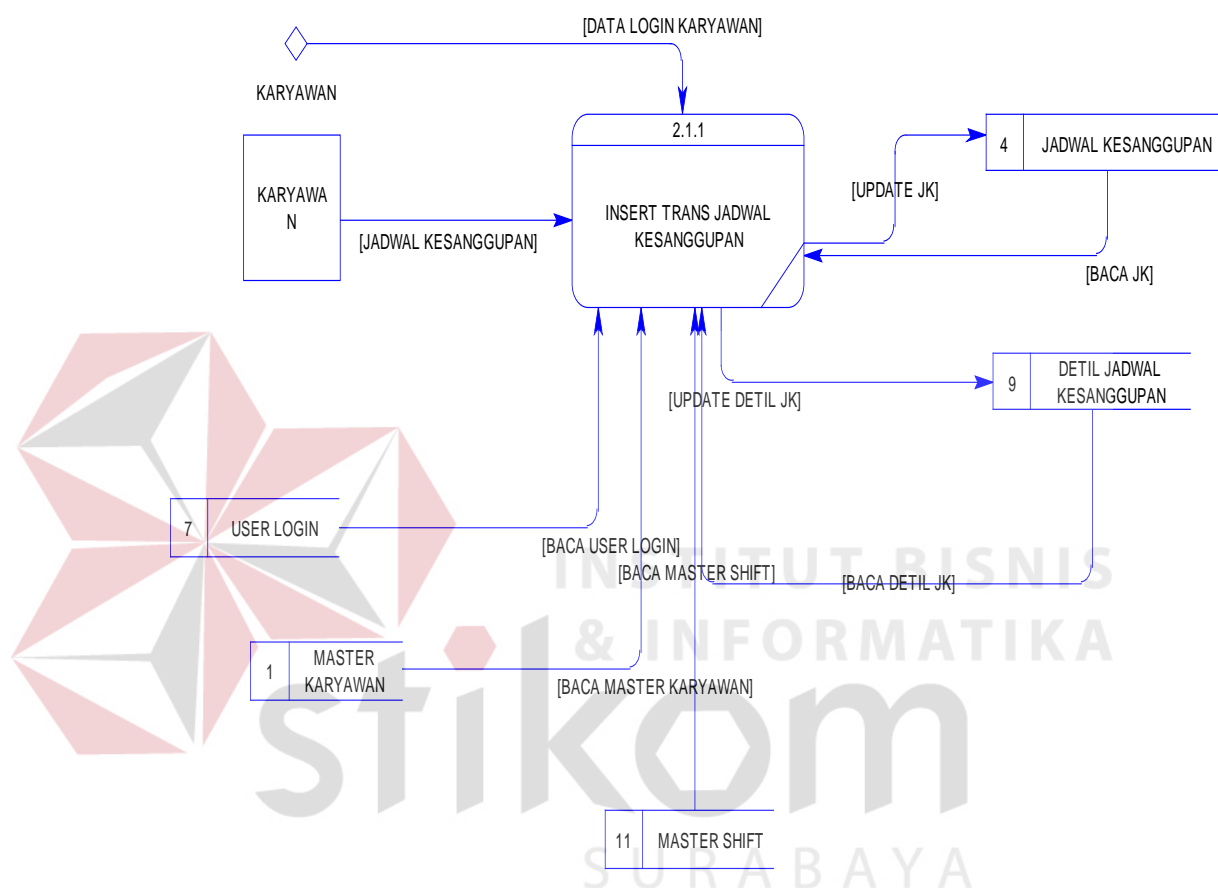 [DATA LOGIN KARYAWAN]
KARYAWAN
2.1.1
INSERT TRANS JADWAL
KESANGGUPAN
KARYAWA
N
[JADWAL KESANGGUPAN]
4
JADWAL KESANGGUPAN
[UPDATE JK]
[BACA JK]
9
DETIL JADWAL
KESANGGUPAN
[UPDATE DETIL JK]
7
USER LOGIN
[BACA USER LOGIN]
[BACA MASTER SHIFT]
[BACA DETIL JK]
INSTITUT BISNIS
& INFORMATIKA
1
MASTER
KARYAWAN
[BACA MASTER KARYAWAN]
stikom
11
MASTER SHIFT
SURABAYA